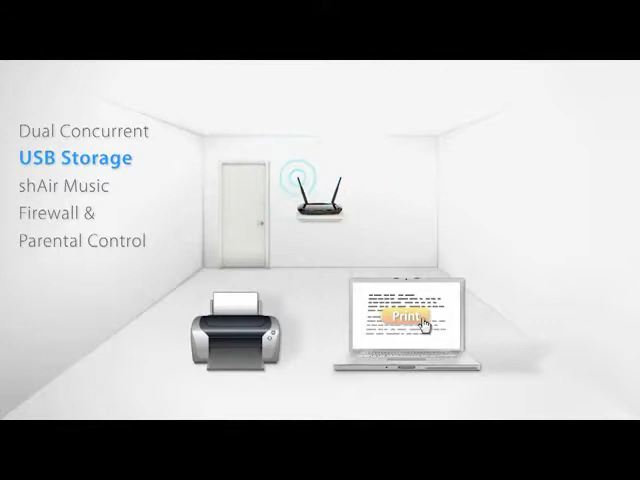 Dual Concurrent
USB Storage
shAir Music
Firewall &
Parental Control
Print